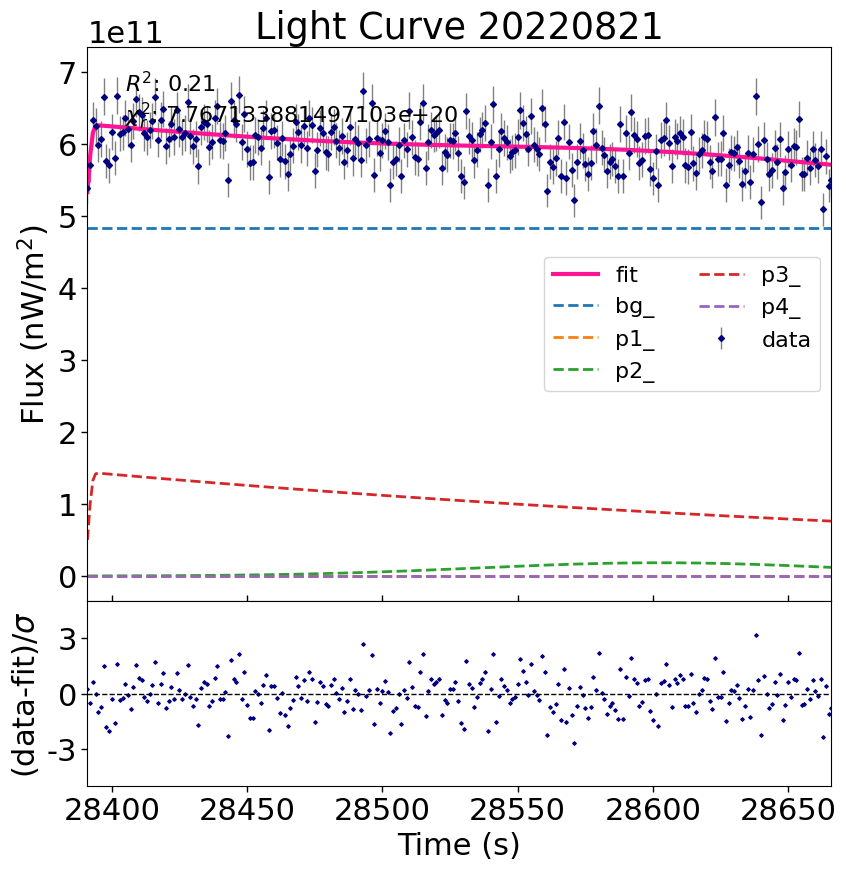 Light Curve 20220821
1e11
R²: 0.21
χ²ᵣ: 7.767133881497103e+20
7
6
5
4
3
2
1
0
Flux (nW/m²)
fit
bg_
p1_
p2_
p3_
p4_
data
3
0
-3
(data-fit)/σ
28400 28450 28500 28550 28600 28650
Time (s)